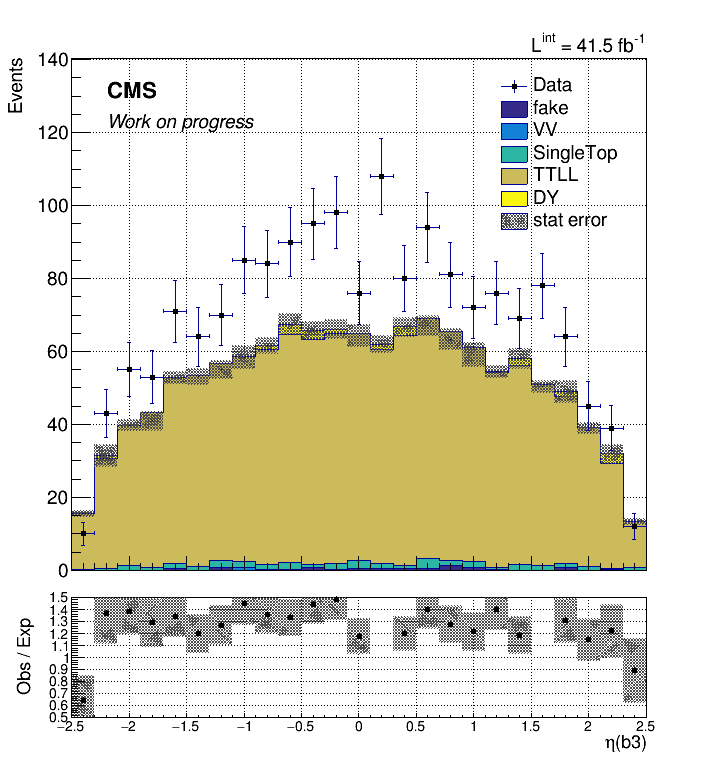 L^int = 41.5 fb^-1
Events
140
120
100
80
60
40
20
0
CMS
Work on progress
Data
fake
VV
SingleTop
TTLL
DY
stat error
Obs / Exp
1.5
1.4
1.3
1.2
1.1
1
0.9
0.8
0.7
0.6
0.5
−2.5 −2 −1.5 −1 −0.5 0 0.5 1 1.5 2 2.5
η(b3)